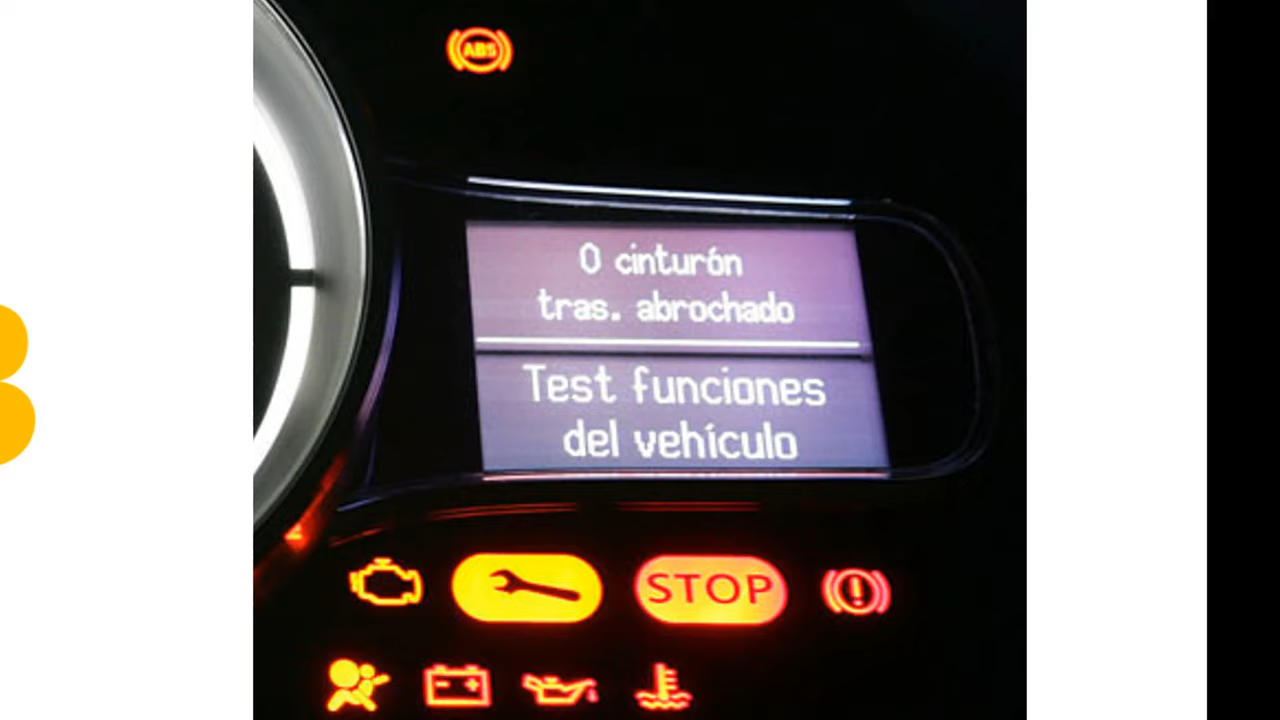 ABS
0 cinturón
tras. abrochado
Test funciones
del vehículo
STOP